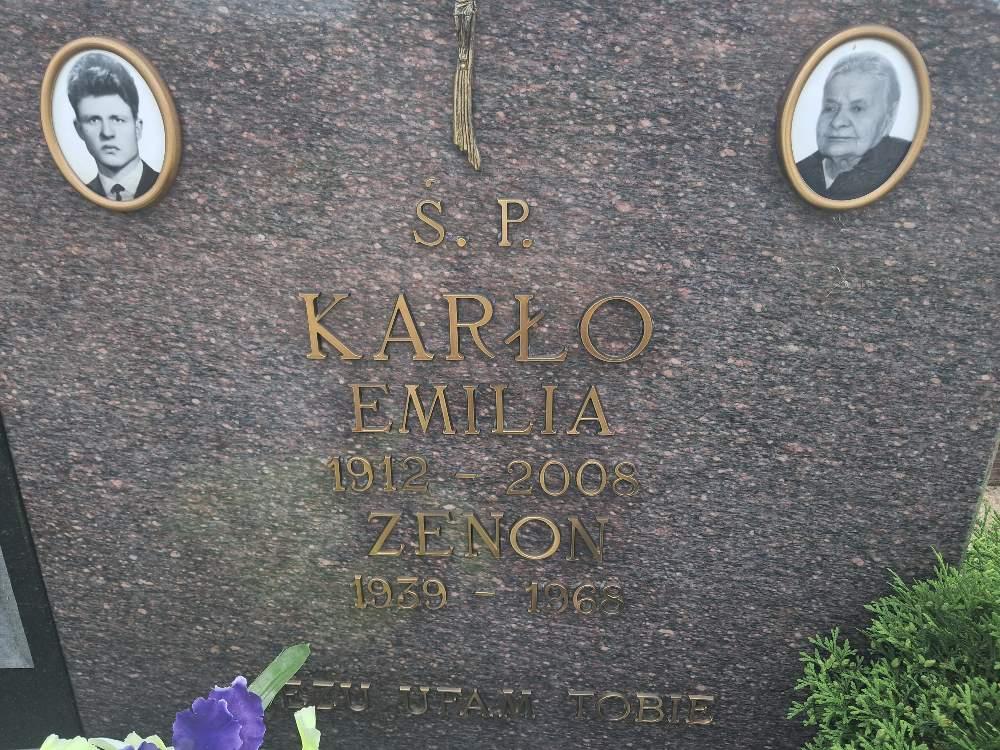 Ś. P.
KARŁO
EMILIA
1912 - 2008
ZENON
1939 - 1968
UFAM TOBIE